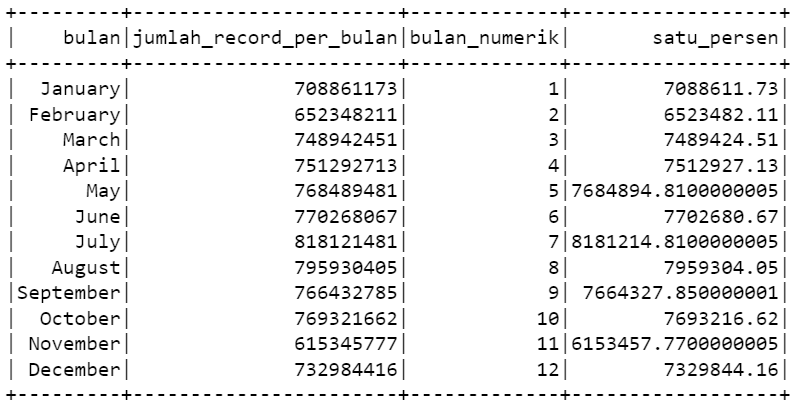 +---------+-----------------------+-------------+------------------+
|    bulan|jumlah_record_per_bulan|bulan_numerik|       satu_persen|
+---------+-----------------------+-------------+------------------+
|  January|              708861173|            1|        7088611.73|
| February|              652348211|            2|        6523482.11|
|    March|              748942451|            3|        7489424.51|
|    April|              751292713|            4|        7512927.13|
|      May|              768489481|            5|7684894.8100000005|
|     June|              770268067|            6|        7702680.67|
|     July|              818121481|            7|8181214.8100000005|
|   August|              795930405|            8|        7959304.05|
|September|              766432785|            9| 7664327.850000001|
|  October|              769321662|           10|        7693216.62|
| November|              615345777|           11|6153457.7700000005|
| December|              732984416|           12|        7329844.16|
+---------+-----------------------+-------------+------------------+